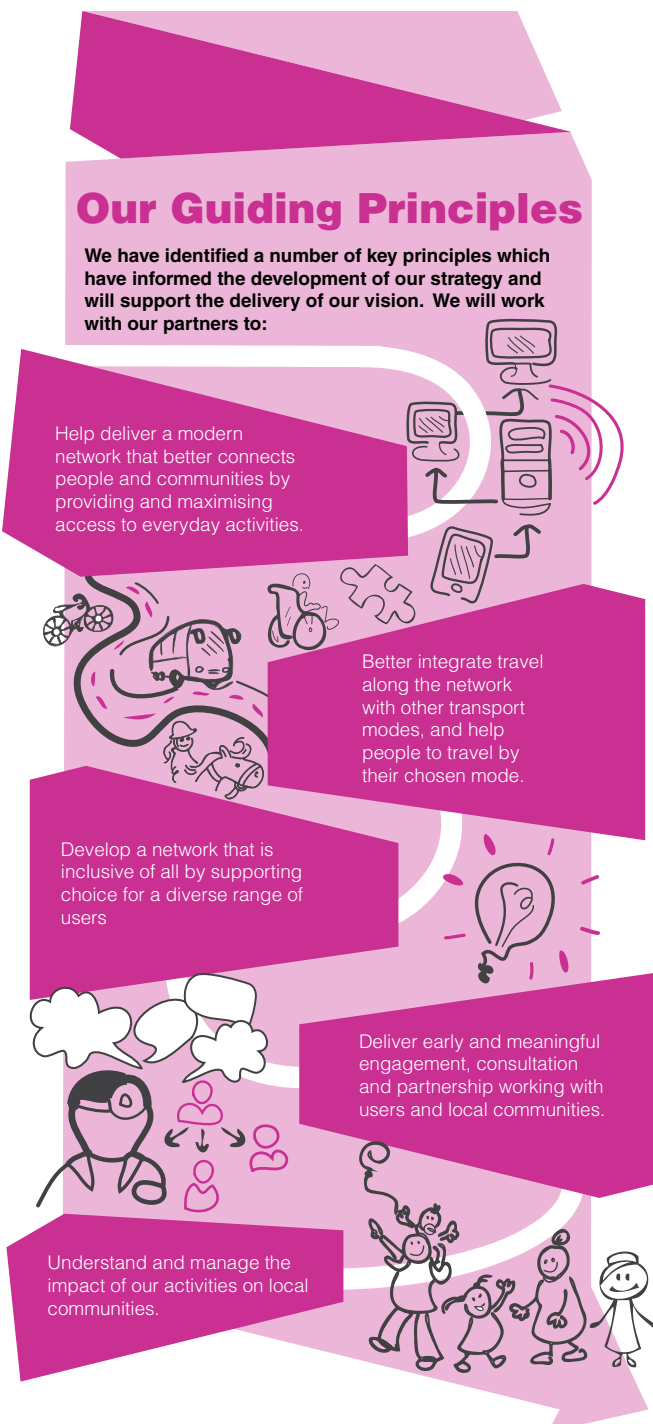 Our Guiding Principles
We have identified a number of key principles which
have informed the development of our strategy and
will support the delivery of our vision.  We will work
with our partners to:
Help deliver a modern
network that better connects
people and communities by
providing and maximising
access to everyday activities.
Better integrate travel
along the network
with other transport
modes, and help
people to travel by
their chosen mode.
Develop a network that is
inclusive of all by supporting
choice for a diverse range of
users
Deliver early and meaningful
engagement, consultation
and partnership working with
users and local communities.
Understand and manage the
impact of our activities on local
communities.